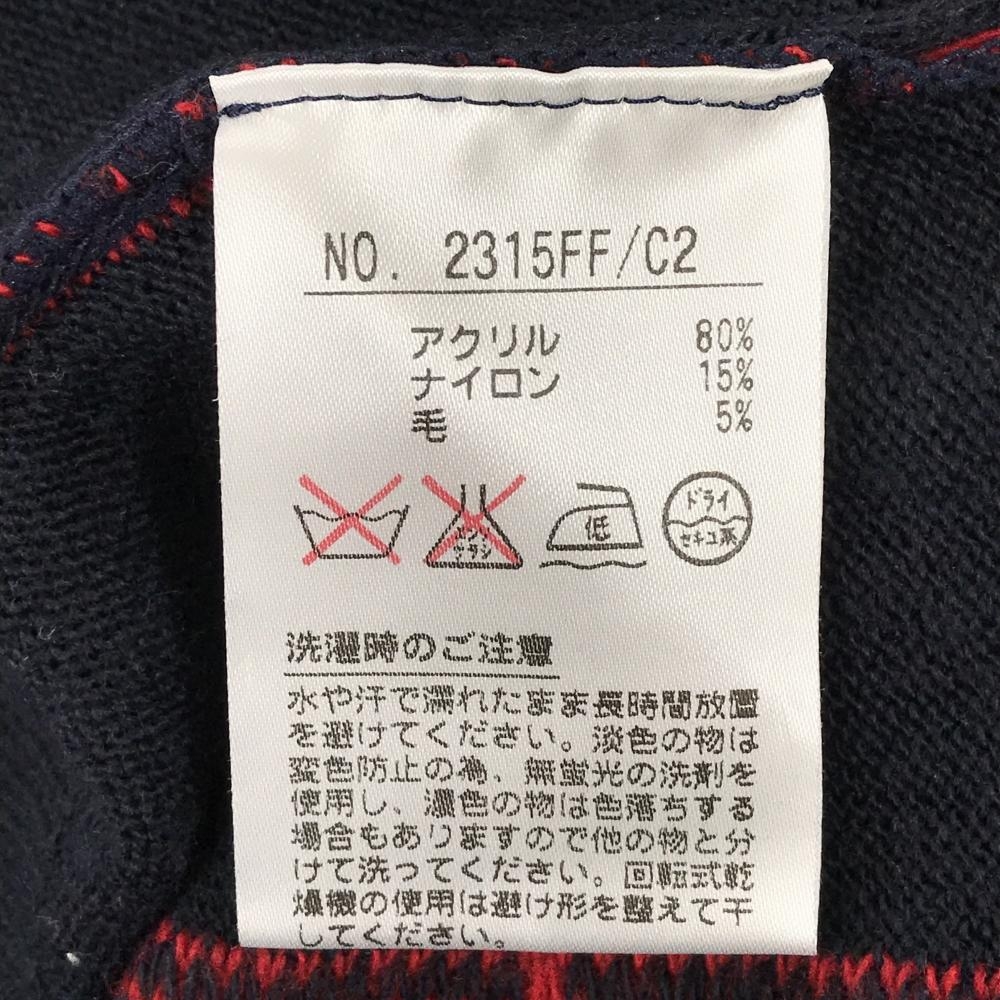 NO. 2315FF/C2
アクリル 80%
ナイロン 15%
毛 5%
エンソ
サラシ
低
ドライ
セキユ系
洗濯時のご注意
水や汗で濡れたまま長時間放置
を避けてください。淡色の物は
変色防止の為、無蛍光の洗剤を
使用し、濃色の物は色落ちする
場合もありますので他の物と分
けて洗ってください。回転式乾
燥機の使用は避け形を整えて干
してください。